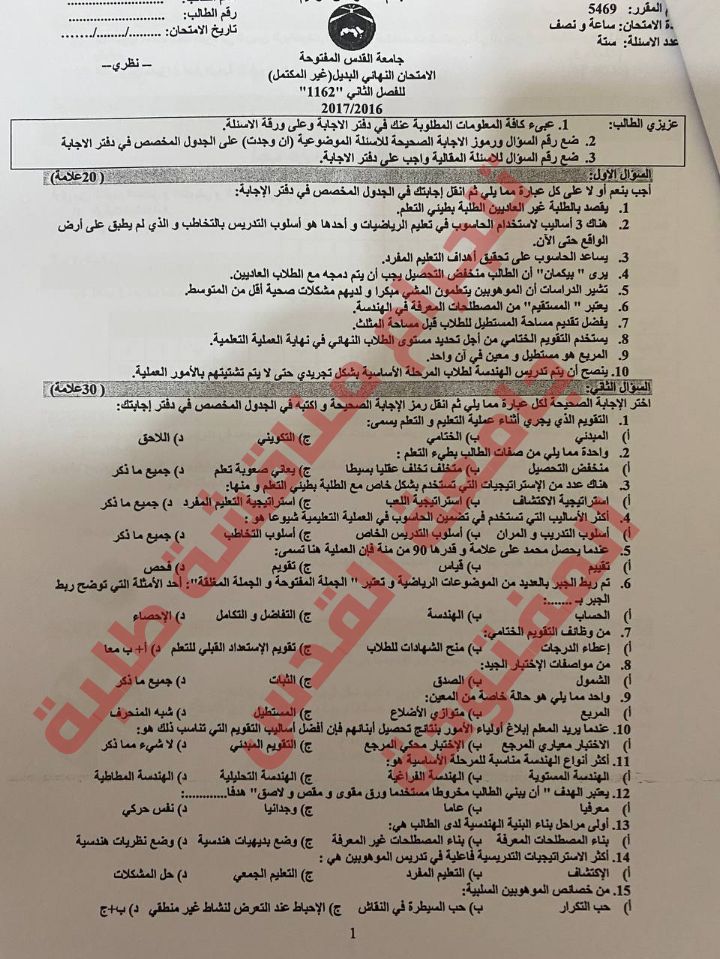 م المقرر: 5469
دة الامتحان: ساعة و نصف
عدد الاسئلة: ستة
رقم الطالب: ....................
تاريخ الامتحان: ......../......../........
-- نظري--
جامعة القدس المفتوحة
الامتحان النهائي البديل(غير المكتمل)
للفصل الثاني "1162"
2017/2016
عزيزي الطالب: 1. عبىء كافة المعلومات المطلوبة عنك في دفتر الاجابة وعلى ورقة الاسئلة.
2. ضع رقم السؤال ورموز الاجابة الصحيحة للاسئلة الموضوعية (ان وجدت) على الجدول المخصص في دفتر الاجابة
3. ضع رقم السؤال للاسئلة المقالية واجب على دفتر الاجابة.
السؤال الاول: ( 20علامة)
أجب بنعم أو لا على كل عبارة مما يلي ثم انقل إجابتك في الجدول المخصص في دفتر الإجابة:
1. يقصد بالطلبة غير العاديين الطلبة بطيئي التعلم.
2. هناك 3 أساليب لاستخدام الحاسوب في تعليم الرياضيات و أحدها هو أسلوب التدريس بالتخاطب و الذي لم يطبق على أرض
الواقع حتى الآن.
3. يساعد الحاسوب على تحقيق أهداف التعليم المفرد.
4. يرى "بيكمان" أن الطالب منخفض التحصيل يجب أن يتم دمجه مع الطلاب العاديين.
5. تشير الدراسات أن الموهوبين يتعلمون المشي مبكرا و لديهم مشكلات صحية أقل من المتوسط.
6. يعتبر " المستقيم" من المصطلحات المعرفة في الهندسة.
7. يفضل تقديم مساحة المستطيل للطلاب قبل مساحة المثلث.
8. يستخدم التقويم الختامي من أجل تحديد مستوى الطلاب النهائي في نهاية العملية التعلمية.
9. المربع هو مستطيل و معين في آن واحد.
10. ينصح أن يتم تدريس الهندسة لطلاب المرحلة الأساسية بشكل تجريدي حتى لا يتم تشتيتهم بالأمور العملية.
السؤال الثاني: ( 30علامة)
اختر الإجابة الصحيحة لكل عبارة مما يلي ثم انقل رمز الإجابة الصحيحة و اكتبه في الجدول المخصص في دفتر إجابتك:
1. التقويم الذي يجري أثناء عملية التعليم و التعلم يسمى:
أ) المبدني ب) الختامي ج) التكويني د) اللاحق
2. واحدة مما يلي من صفات الطالب بطيء التعلم :
أ) منخفض التحصيل ب) متخلف تخلف عقليا بسيطا ج) يعاني صعوبة تعلم د) جميع ما ذكر
3. هناك عدد من الإستراتيجيات التي تستخدم بشكل خاص مع الطلبة بطيئي التعلم و منها:
أ) استراتيجية الاكتشاف ب) استراتيجية اللعب ج) استراتيجية التعليم المفرد د) جميع ما ذكر
4. أكثر الأساليب التي تستخدم في تضمين الحاسوب في العملية التعليمية شيوعا هو :
أ) أسلوب التدريب و المران ب) أسلوب التدريس الخاص ج) أسلوب التخاطب د) جميع ما ذكر
5. عندما يحصل محمد على علامة و قدرها 90 من منة فإن العملية هنا تسمى:
أ) تقييم ب) قياس ج) تقويم د) فحص
6. تم ربط الجبر بالعديد من الموضوعات الرياضية و تعتبر " الجملة المفتوحة و الجملة المغلقة": أحد الأمثلة التي توضح ربط
الجبر بـ ........:
أ) الحساب ب) الهندسة ج) التفاضل و التكامل د) الإحصاء
7. من وظائف التقويم الختامي:
أ) إعطاء الدرجات ب) منح الشهادات للطلاب ج) تقويم الإستعداد القبلي للتعلم د) أ+ ب معا
8. من مواصفات الإختبار الجيد:
أ) الشمول ب) الصدق ج) الثبات د) جميع ما ذكر
9. واحد مما يلي هو حالة خاصة من المعين:
أ) المربع ب) متوازي الأضلاع ج) المستطيل د) شبه المنحرف
10. عندما يريد المعلم إبلاغ أولياء الأمور بنتائج تحصيل أبنائهم فإن أفضل أساليب التقويم التي تناسب ذلك هو:
أ) الاختبار معياري المرجع ب) الإختبار محكي المرجع ج) التقويم المبدني د) لا شيء مما ذكر
11. أكثر أنواع الهندسة مناسبة للمرحلة الأساسية هو:
أ) الهندسة المستوية ب) الهندسة الفراغية ج) الهندسة التحليلية د) الهندسة المطاطية
12. يعتبر الهدف " أن يبني الطالب مخروطا مستخدما ورق مقوى و مقص و لاصق" هدفا............:
أ) معرفيا ب) عاما ج) وجدانيا د) نفس حركي
13. أولى مراحل بناء البنية الهندسية لدى الطالب هي:
أ) بناء المصطلحات المعرفة ب) بناء المصطلحات غير المعرفة ج) وضع بديهيات هندسية د) وضع نظريات هندسية
14. أكثر الاستراتيجيات التدريسية فاعلية في تدريس الموهوبين هي :
أ) الإكتشاف ب) التعليم المفرد ج) التعليم الجمعي د) حل المشكلات
15. من خصائص الموهوبين السلبية:
أ) حب التكرار ب) حب السيطرة في النقاش ج) الإحباط عند التعرض لنشاط غير منطقي د) ب+ج
1
تلجرام مناقشة طلبة
جامعة القدس
المفتوحة